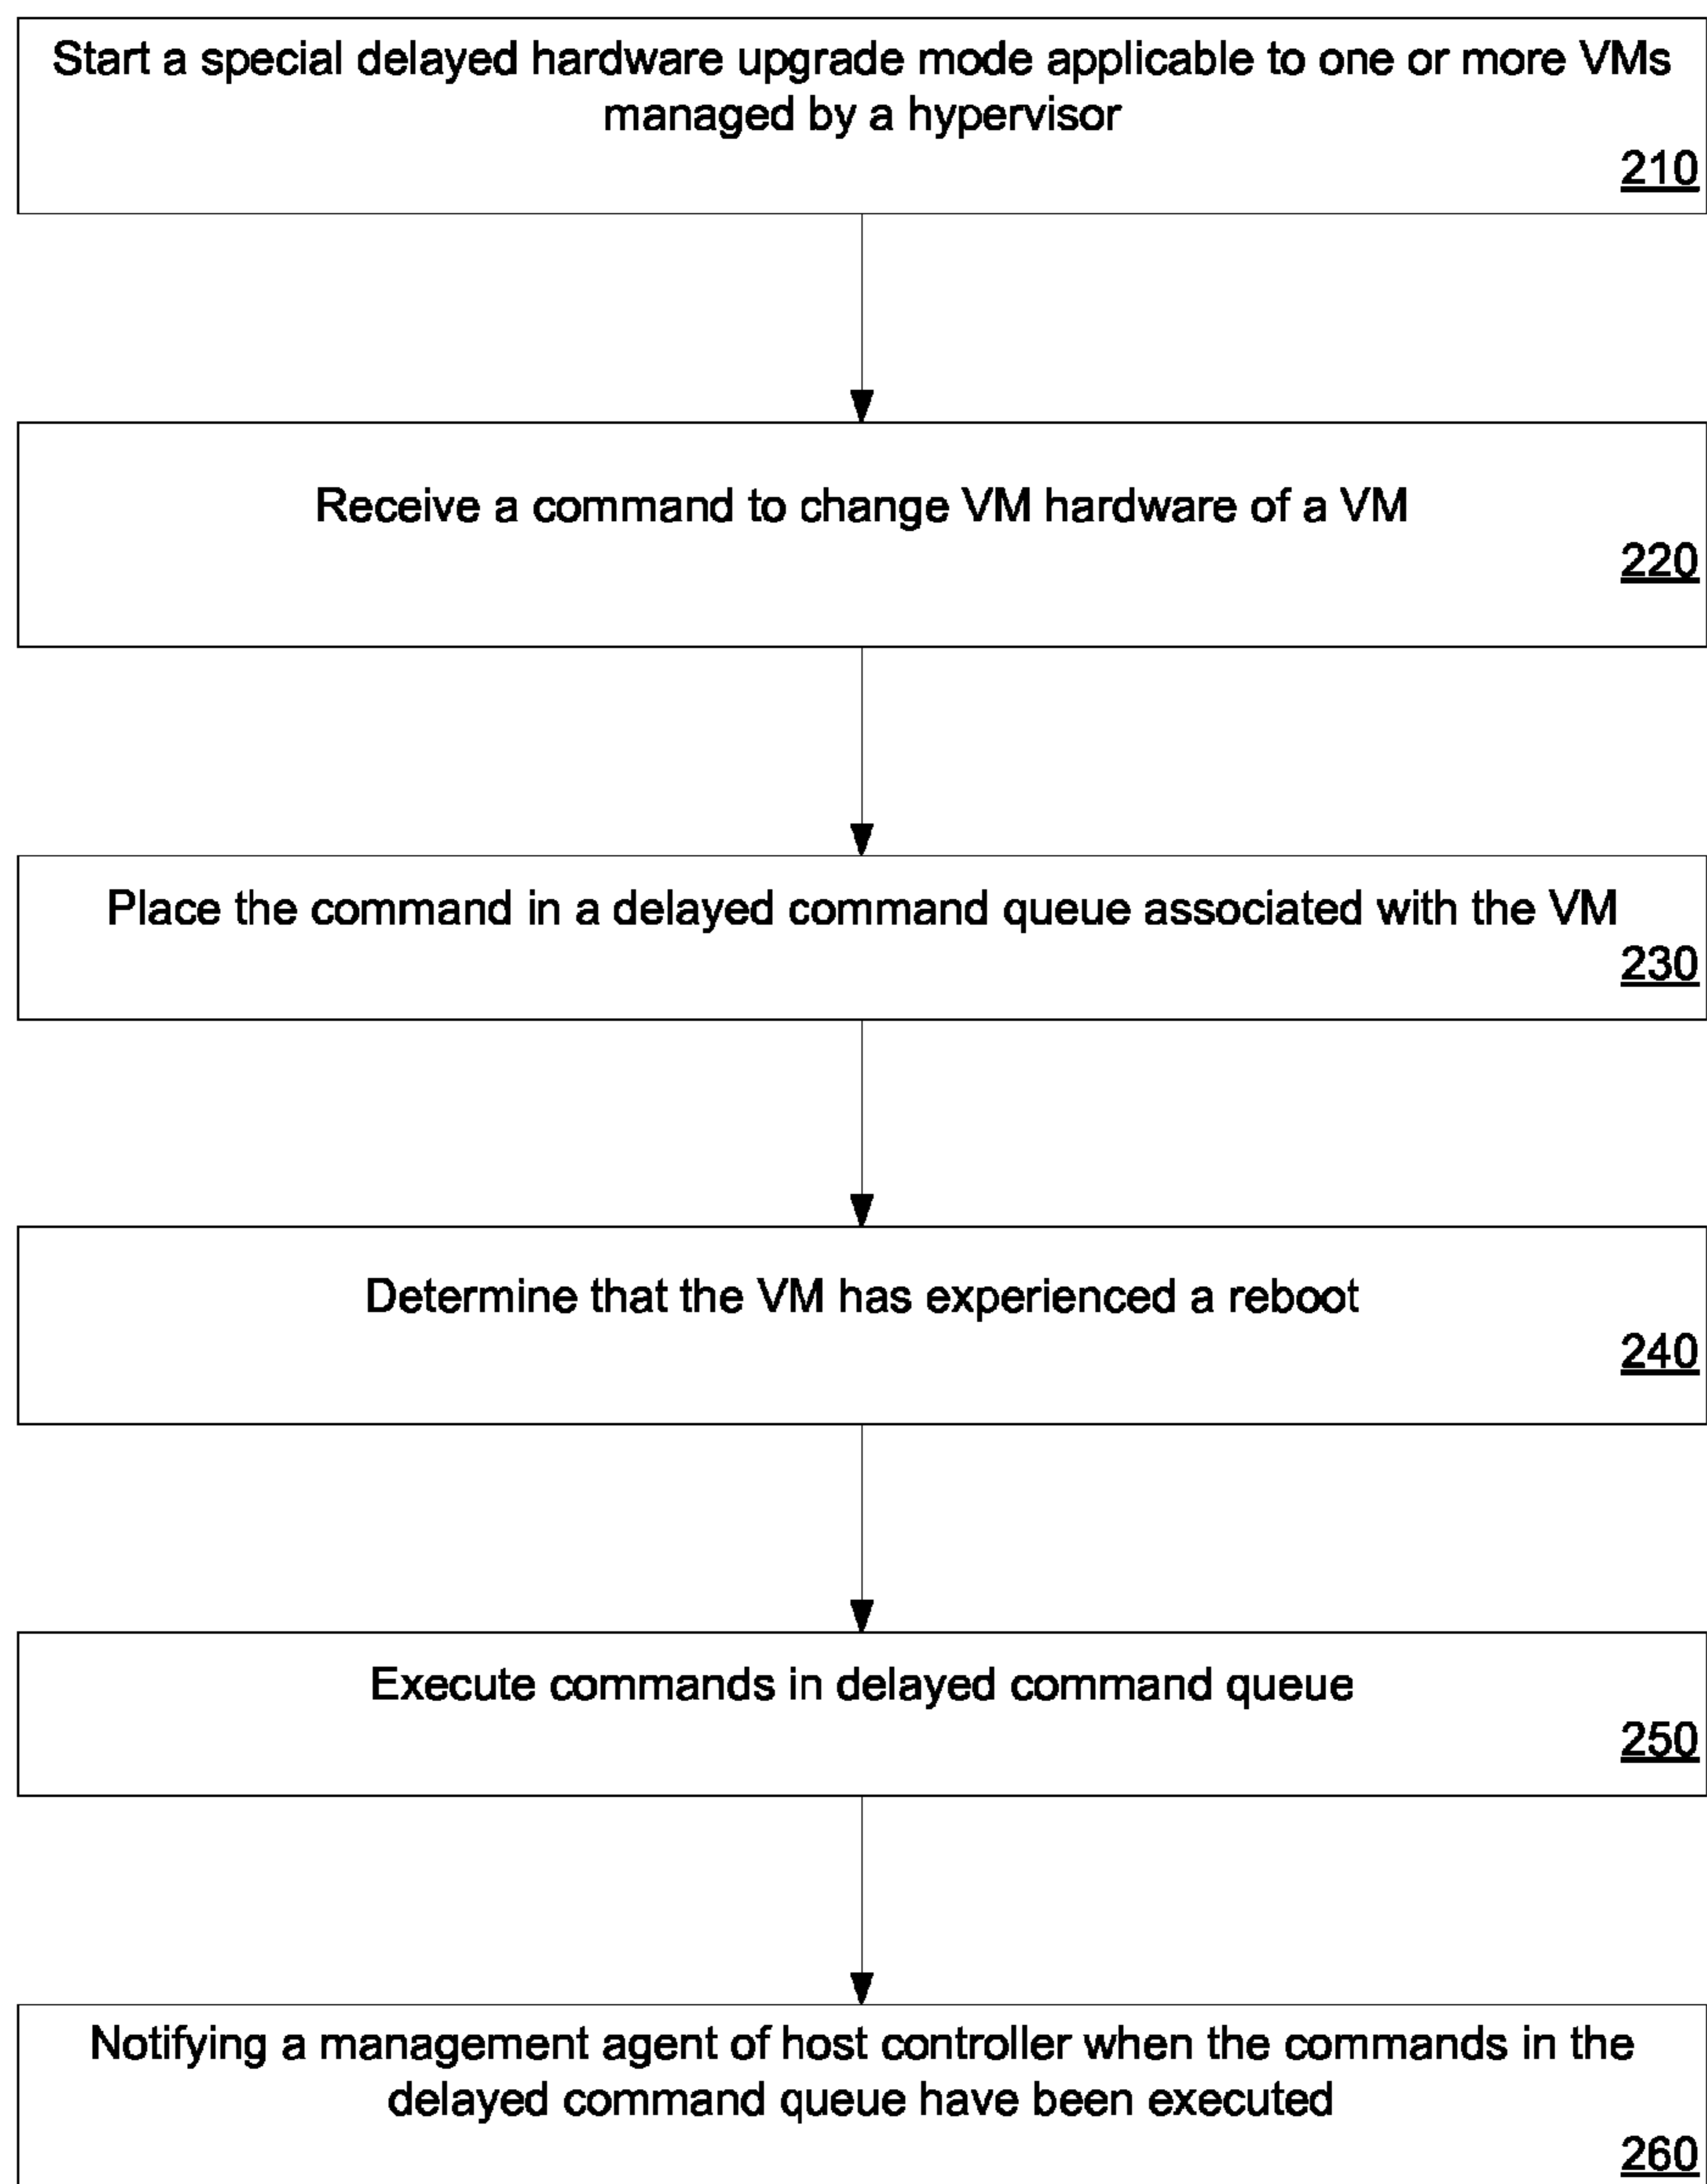 Start a special delayed hardware upgrade mode applicable to one or more VMs
managed by a hypervisor
210
Receive a command to change VM hardware of a VM
220
Place the command in a delayed command queue associated with the VM
230
Determine that the VM has experienced a reboot
240
Execute commands in delayed command queue
250
Notifying a management agent of host controller when the commands in the
delayed command queue have been executed
260